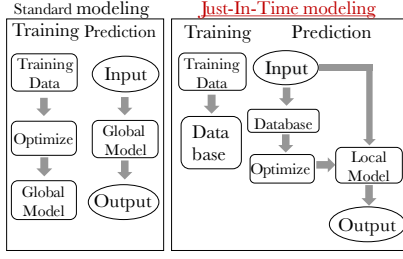 Standard modeling
Training Prediction
Training
Data
Optimize
Global
Model
Input
Global
Model
Output
Just-In-Time modeling
Training Prediction
Training
Data
Data
base
Input
Database
Optimize
Local
Model
Output